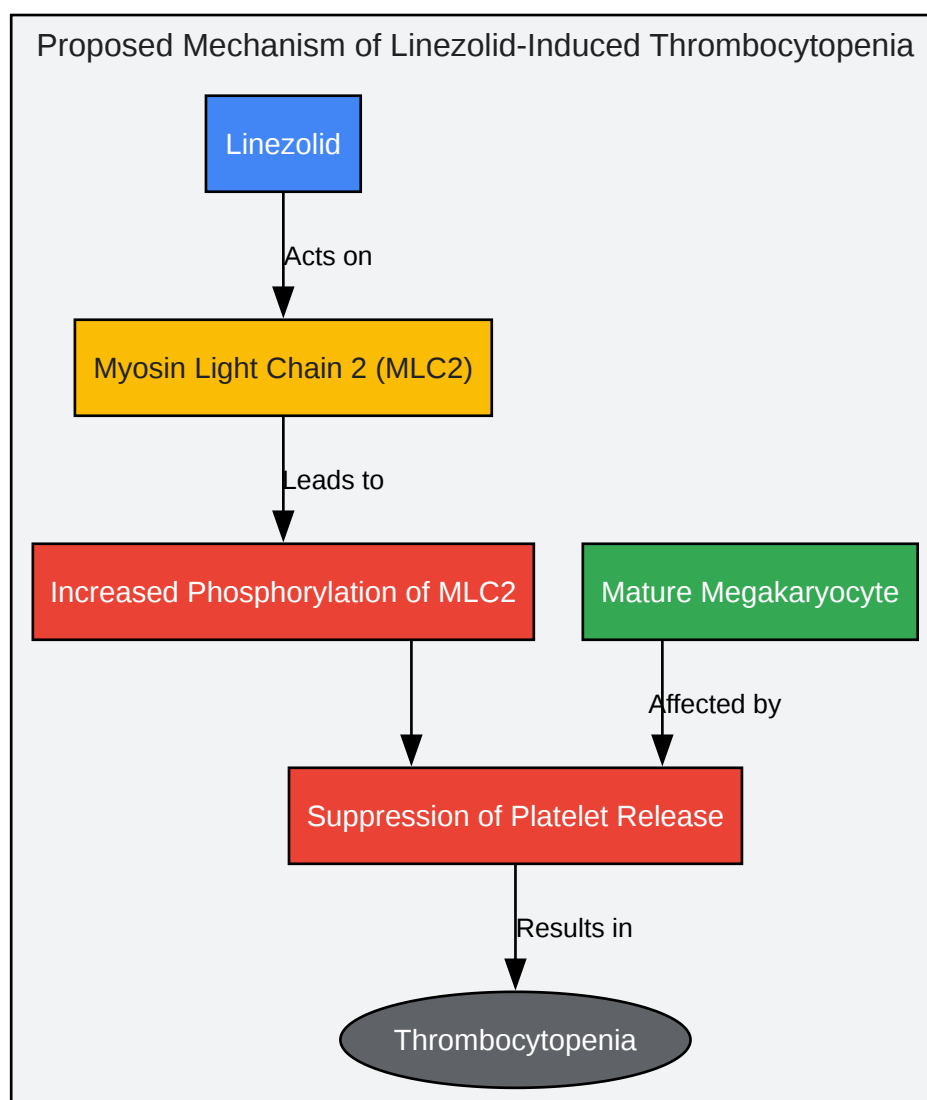 Proposed Mechanism of Linezolid-Induced Thrombocytopenia
Linezolid
Acts on
Myosin Light Chain 2 (MLC2)
Leads to
Increased Phosphorylation of MLC2
Mature Megakaryocyte
Affected by
Suppression of Platelet Release
Results in
Thrombocytopenia